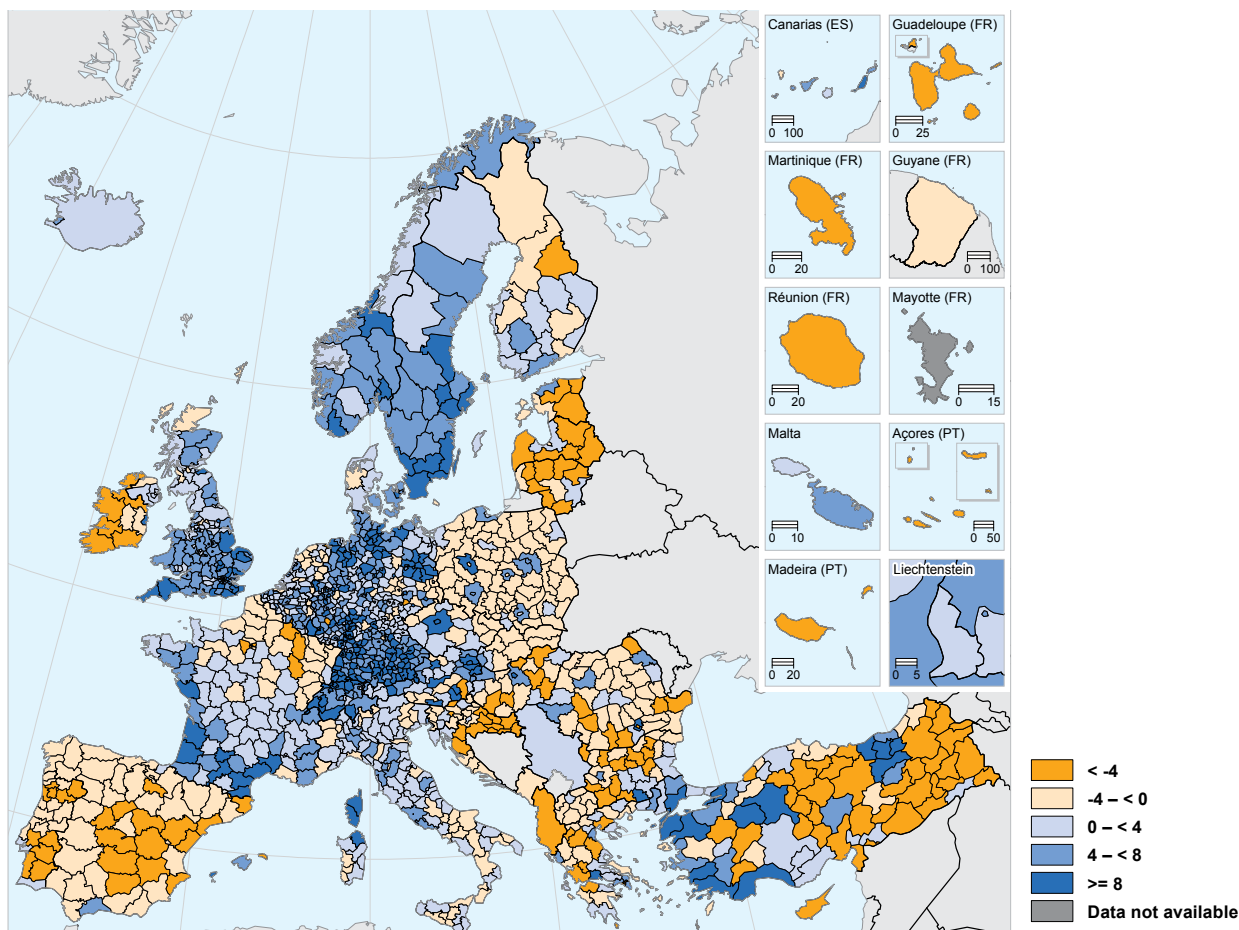 Canarias (ES)
0 100
Guadeloupe (FR)
0 25
Martinique (FR)
0 20
Guyane (FR)
0 100
Réunion (FR)
0 20
Mayotte (FR)
0 15
Malta
0 10
Açores (PT)
0 50
Madeira (PT)
0 20
Liechtenstein
0 5
< -4
-4 – < 0
0 – < 4
4 – < 8
>= 8
Data not available